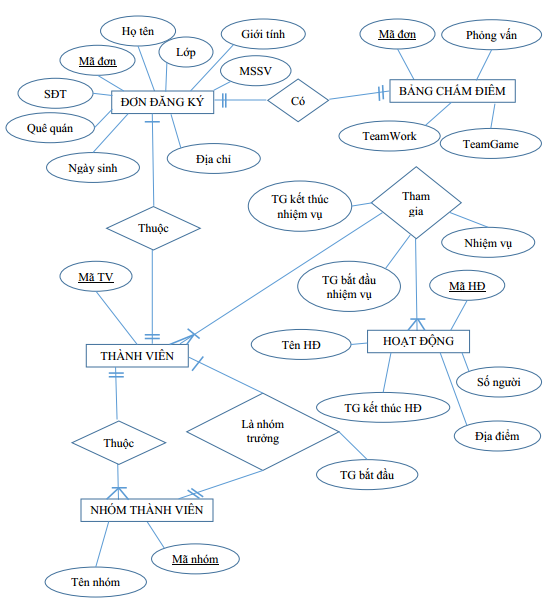 Họ tên
Giới tính
Lớp
Mã đơn
MSSV
SĐT
ĐƠN ĐĂNG KÝ
Quê quán
Ngày sinh
Địa chỉ
Có
Mã đơn
Phỏng vấn
BẢNG CHẤM ĐIỂM
TeamWork
TeamGame
Thuộc
TG kết thúc
nhiệm vụ
Tham
gia
Nhiệm vụ
TG bắt đầu
nhiệm vụ
Mã HĐ
Mã TV
Tên HĐ
HOẠT ĐỘNG
THÀNH VIÊN
Số người
TG kết thúc HĐ
Địa điểm
Là nhóm
trưởng
Thuộc
TG bắt đầu
NHÓM THÀNH VIÊN
Mã nhóm
Tên nhóm